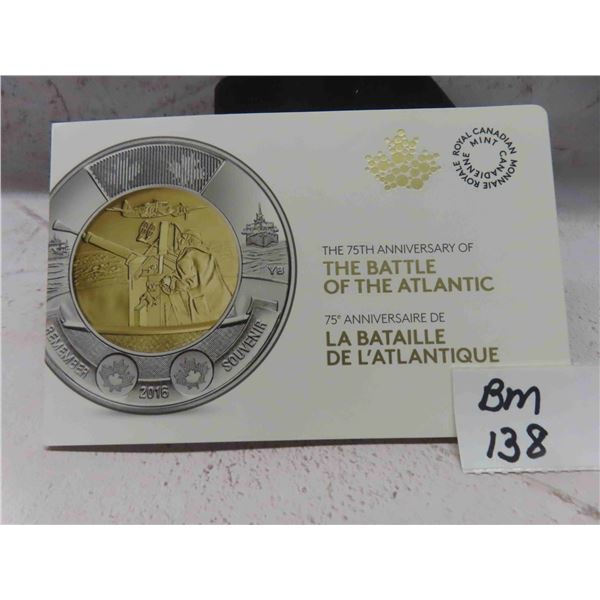 ROYAL CANADIAN MINT
MONNAIE ROYALE CANADIENNE
THE 75TH ANNIVERSARY OF
THE BATTLE
OF THE ATLANTIC
75e ANNIVERSAIRE DE
LA BATAILLE
DE L'ATLANTIQUE
YB
REMEMBER
2016
SOUVENIR
Bm
138